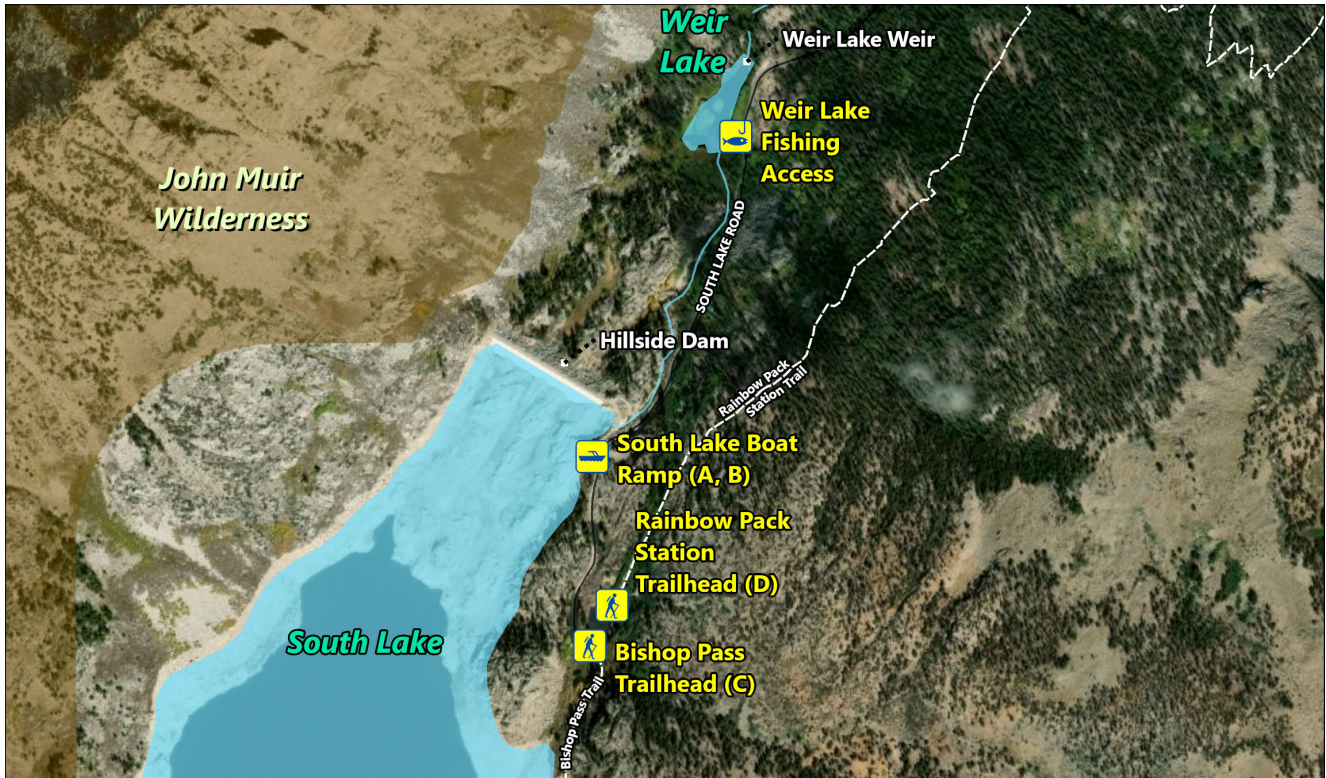 Weir
Lake
Weir Lake Weir
Weir Lake
Fishing
Access
John Muir
Wilderness
SOUTH LAKE ROAD
Hillside Dam
Rainbow Pack
Station Trail
South Lake Boat
Ramp (A, B)
Rainbow Pack
Station
Trailhead (D)
South Lake
Bishop Pass
Trailhead (C)
Bishop Pass Trail